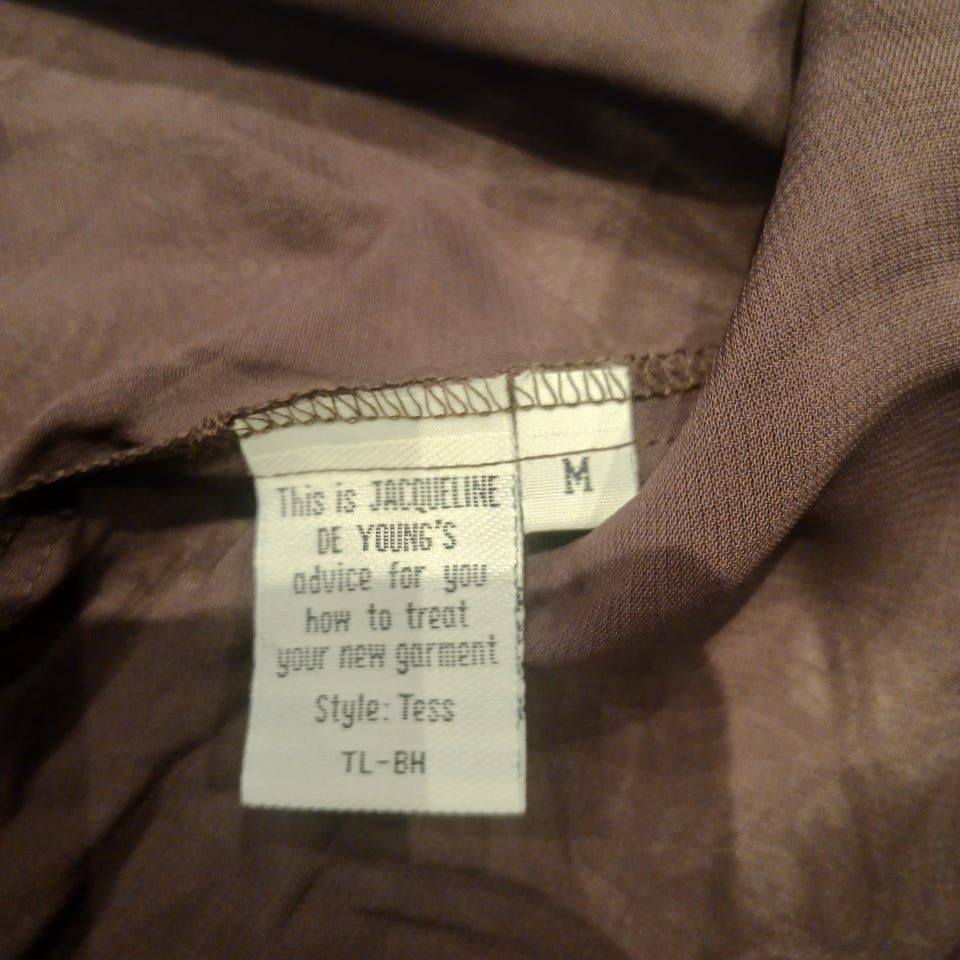 This is JACQUELINE
DE YOUNG'S
advice for you
how to treat
your new garment
Style: Tess
TL-BH
M